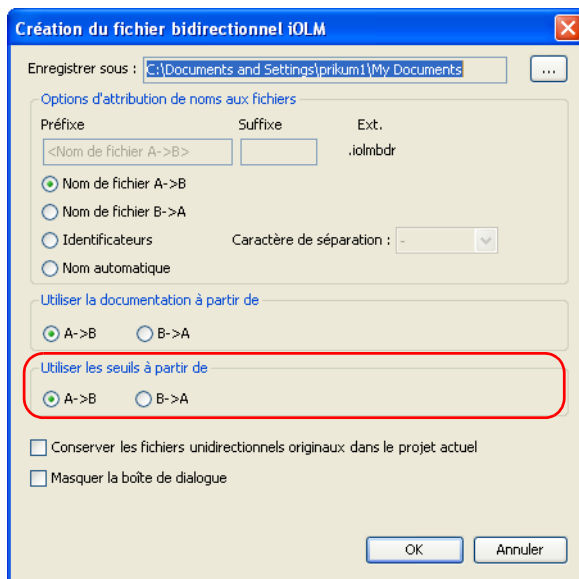 Création du fichier bidirectionnel iOLM
Enregistrer sous : C:\Documents and Settings\prikum1\My Documents ...
Options d'attribution de noms aux fichiers
Préfixe Suffixe Ext.
<Nom de fichier A->B> .iolmbdr
Nom de fichier A->B
Nom de fichier B->A
Identificateurs Caractère de séparation : -
Nom automatique
Utiliser la documentation à partir de
A->B B->A
Utiliser les seuils à partir de
A->B B->A
Conserver les fichiers unidirectionnels originaux dans le projet actuel
Masquer la boîte de dialogue
OK Annuler